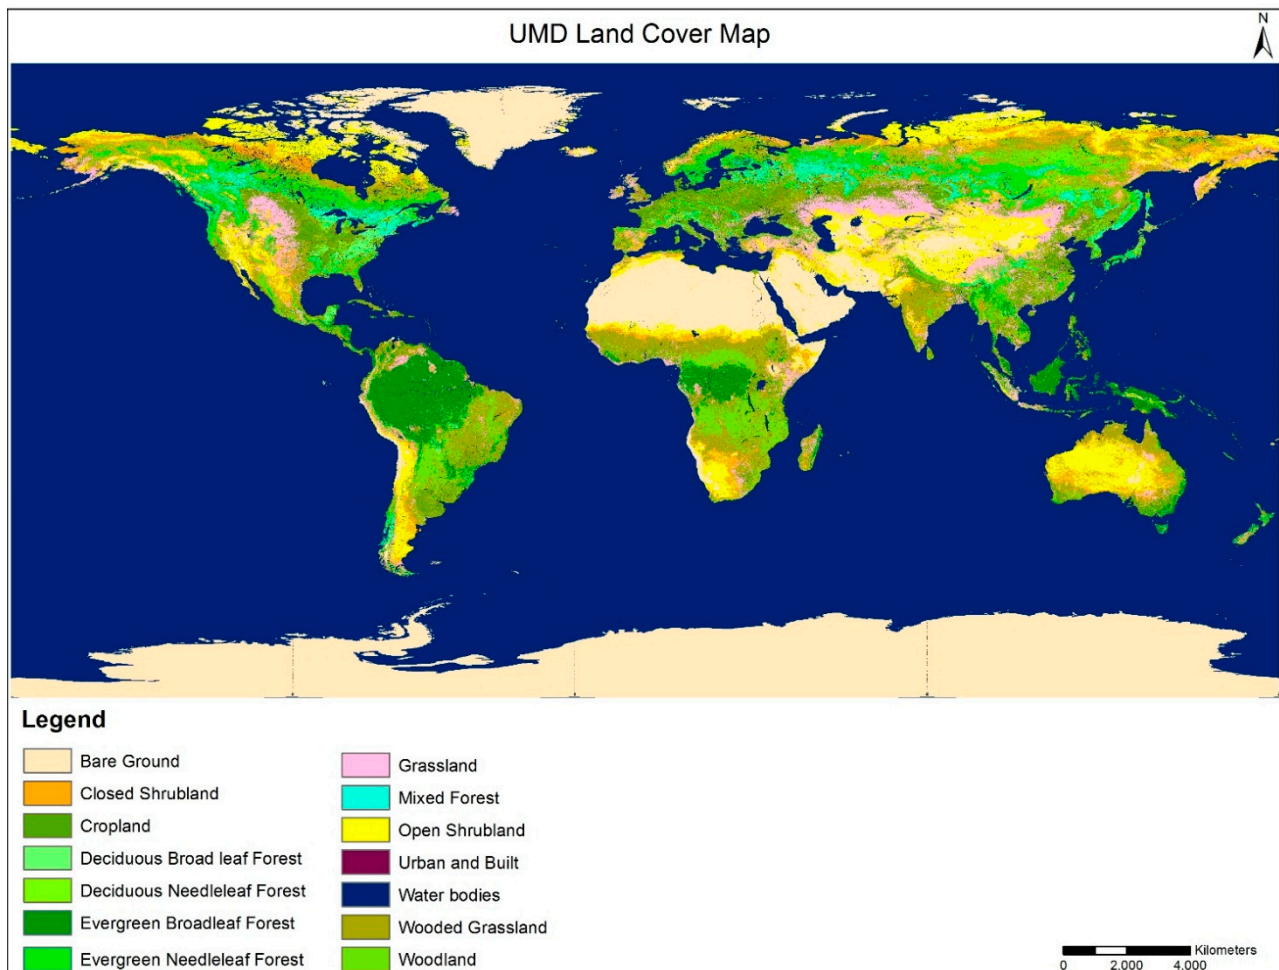 UMD Land Cover Map
N
Legend
Bare Ground
Closed Shrubland
Cropland
Deciduous Broad leaf Forest
Deciduous Needleleaf Forest
Evergreen Broadleaf Forest
Evergreen Needleleaf Forest
Grassland
Mixed Forest
Open Shrubland
Urban and Built
Water bodies
Wooded Grassland
Woodland
Kilometers
0 2,000 4,000